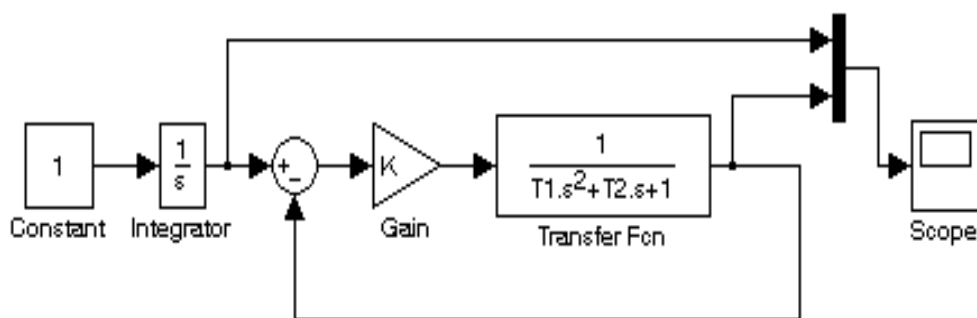 1
Constant
1
s
Integrator
+
−
K
Gain
1
T1.s²+T2.s+1
Transfer Fcn
Scope